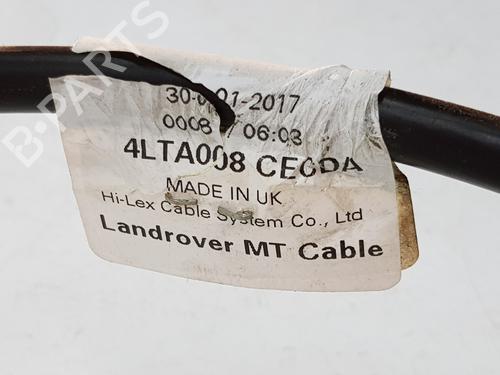 30-01-2017
0008 06:03
4LTA008
MADE IN UK
Hi-Lex Cable System Co., Ltd
Landrover MT Cable
B-PARTS